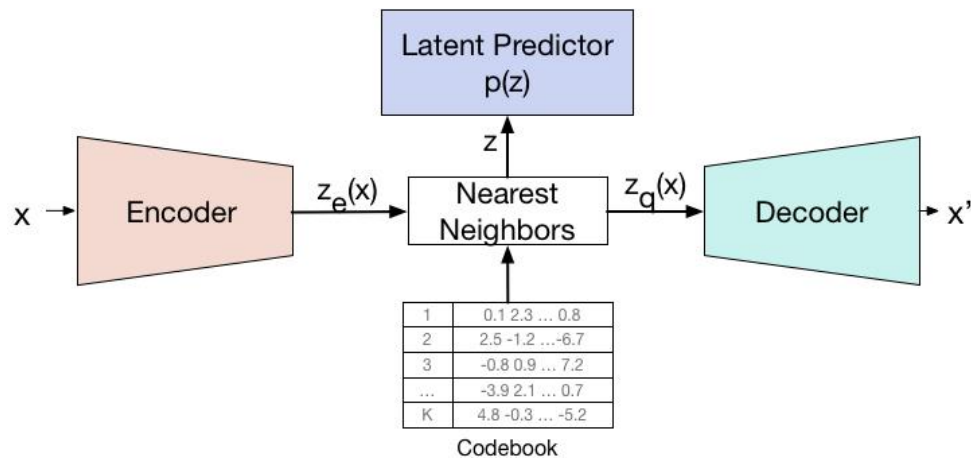 Latent Predictor
p(z)
z
x
Encoder
z_e(x)
Nearest
Neighbors
z_q(x)
Decoder
x’
1 0.1 2.3 ... 0.8
2 2.5 -1.2 ...-6.7
3 -0.8 0.9 ... 7.2
... -3.9 2.1 ... 0.7
K 4.8 -0.3 ... -5.2
Codebook